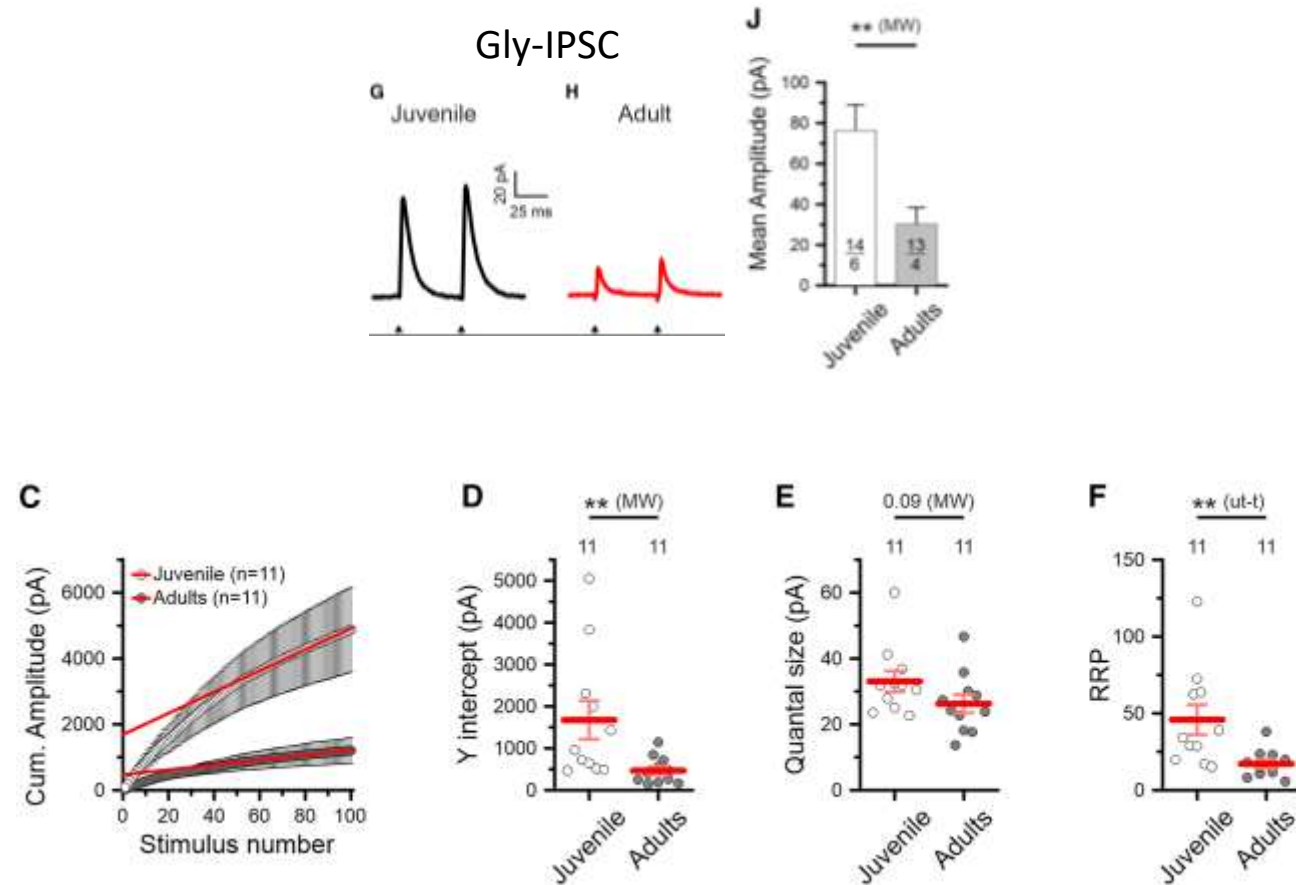 Gly-IPSC
G
Juvenile
20 pA
25 ms
H
Adult
J
** (MW)
Mean Amplitude (pA)
100
80
60
40
20
0
14
6
13
4
Juvenile
Adults
C
Cum. Amplitude (pA)
6000
4000
2000
0
Juvenile (n=11)
Adults (n=11)
0 20 40 60 80 100
Stimulus number
D
** (MW)
11 11
Y intercept (pA)
5000
4000
3000
2000
1000
500
0
Juvenile
Adults
E
0.09 (MW)
11 11
Quantal size (pA)
60
40
20
0
Juvenile
Adults
F
** (ut-t)
11 11
RRP
150
100
50
0
Juvenile
Adults